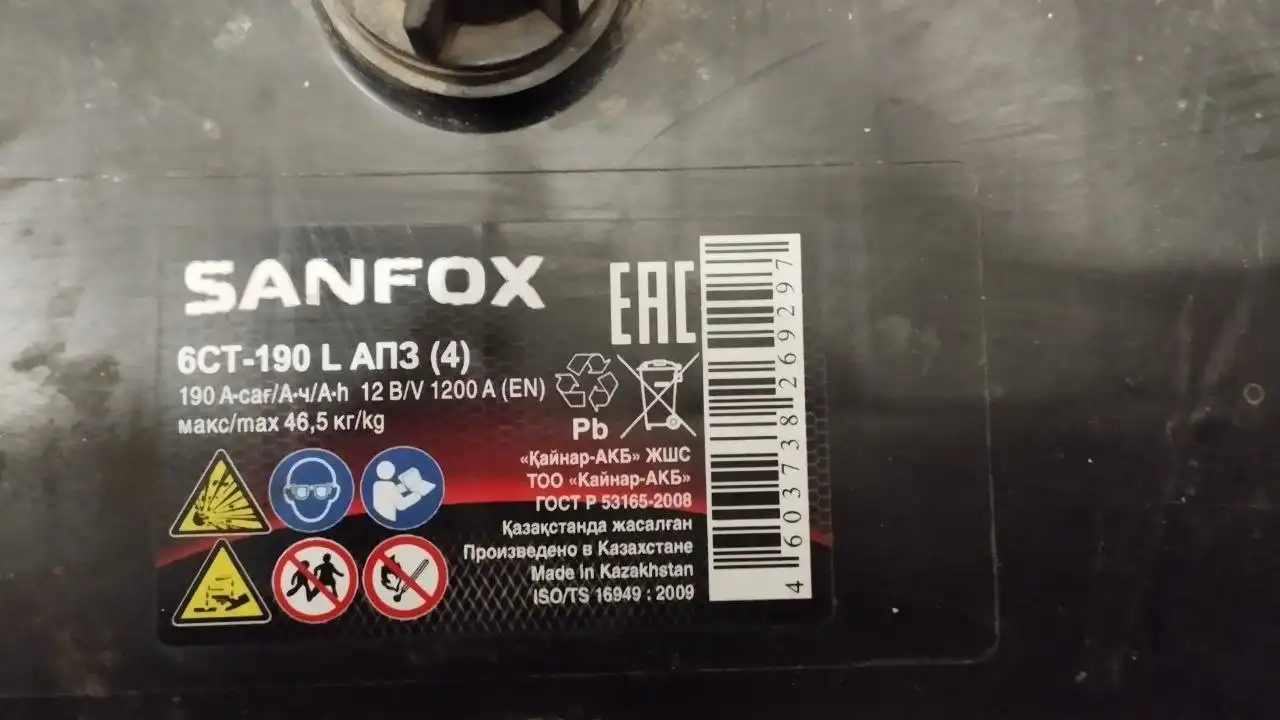 SANFOX
EAC
6СТ-190 L АПЗ (4)
190 А•сағ/А•ч/A•h 12 В/V 1200 A (EN)
макс/max 46,5 кг/kg
Pb
«Қайнар-АКБ» ЖШС
ТОО «Кайнар-АКБ»
ГОСТ Р 53165-2008
Қазақстанда жасалған
Произведено в Казахстане
Made in Kazakhstan
ISO/TS 16949 : 2009
4 603738 269297